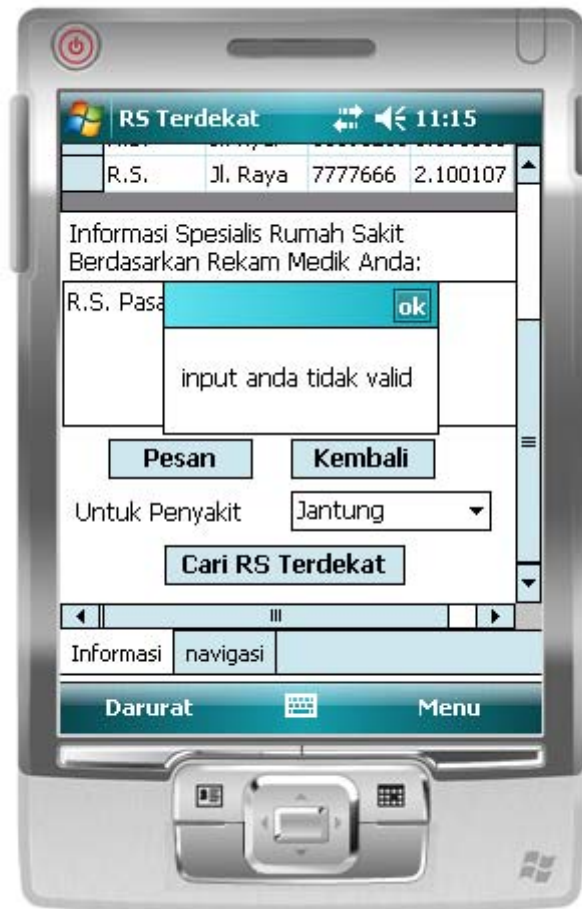 RS Terdekat 11:15
R.S. Jl. Raya 7777666 2.100107
Informasi Spesialis Rumah Sakit
Berdasarkan Rekam Medik Anda:
R.S. Pasa
ok
input anda tidak valid
Pesan Kembali
Untuk Penyakit Jantung
Cari RS Terdekat
Informasi navigasi
Darurat Menu